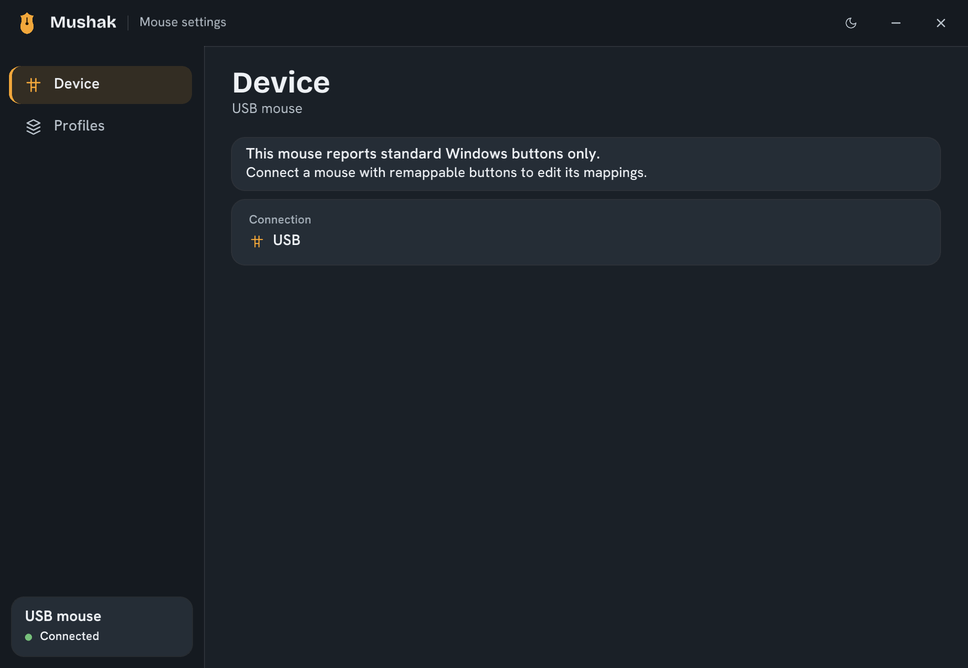 Mushak
Mouse settings
Device
Profiles
Device
USB mouse
This mouse reports standard Windows buttons only.
Connect a mouse with remappable buttons to edit its mappings.
Connection
USB
USB mouse
Connected